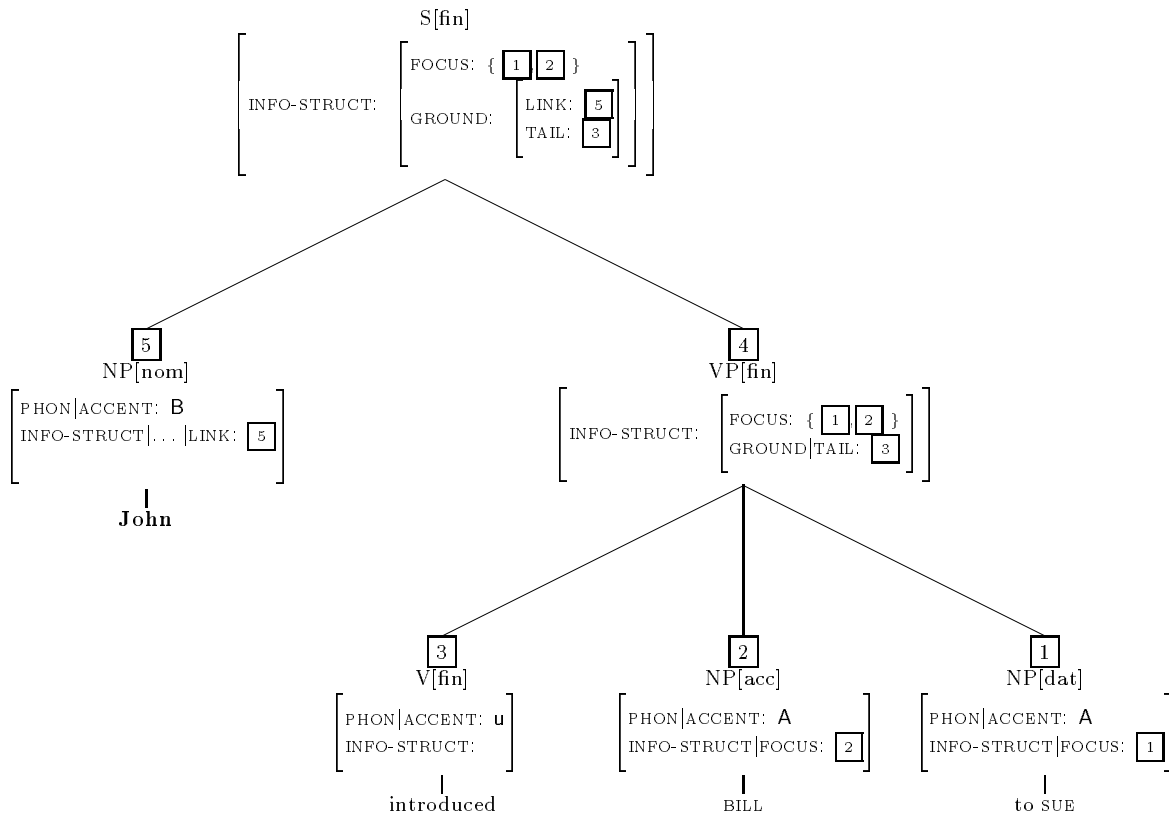 S[fin]
FOCUS: { 1, 2 }
INFO-STRUCT:
LINK: 5
GROUND:
TAIL: 3
5
4
NP[nom]
VP[fin]
PHON|ACCENT: B
INFO-STRUCT|...|LINK: 5
FOCUS: { 1, 2 }
INFO-STRUCT:
GROUND|TAIL: 3
John
3
2
1
V[fin]
NP[acc]
NP[dat]
PHON|ACCENT: u
PHON|ACCENT: A
PHON|ACCENT: A
INFO-STRUCT:
INFO-STRUCT|FOCUS: 2
INFO-STRUCT|FOCUS: 1
introduced
BILL
to SUE